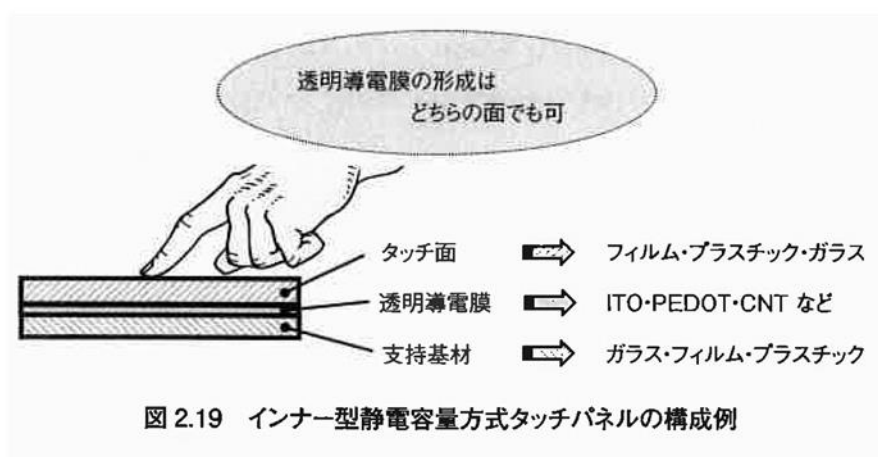 透明導電膜の形成は
どちらの面でも可
タッチ面 フィルム・プラスチック・ガラス
透明導電膜 ITO・PEDOT・CNT など
支持基材 ガラス・フィルム・プラスチック
図 2.19 インナー型静電容量方式タッチパネルの構成例